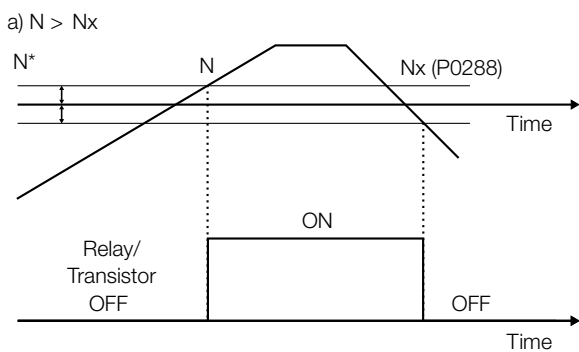 a) N > Nx
N*
N
Nx (P0288)
Time
ON
Relay/
Transistor
OFF
OFF
Time